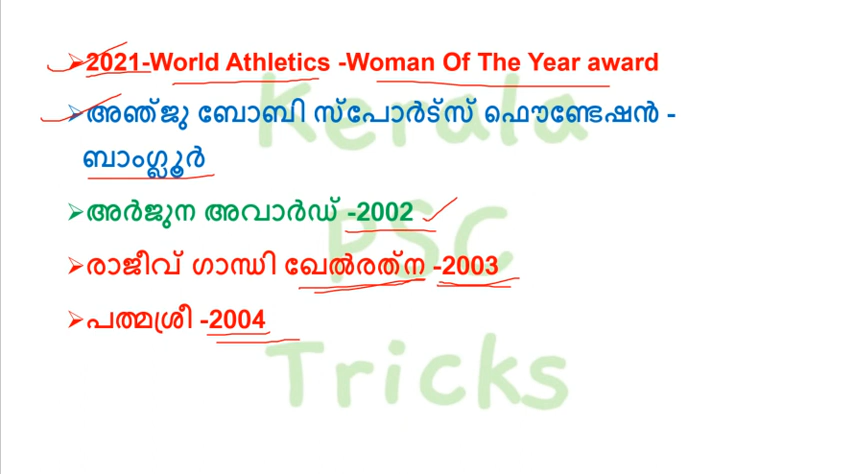 ➢2021-World Athletics -Woman Of The Year award
➢അഞ്ജു ബോബി സ്പോർട്സ് ഫൌണ്ടേഷൻ -
ബാംഗ്ലൂർ
➢അർജുന അവാർഡ് -2002
➢രാജീവ് ഗാന്ധി ഖേൽരത്ന -2003
➢പത്മശ്രീ -2004
Kerala
PSC
Tricks